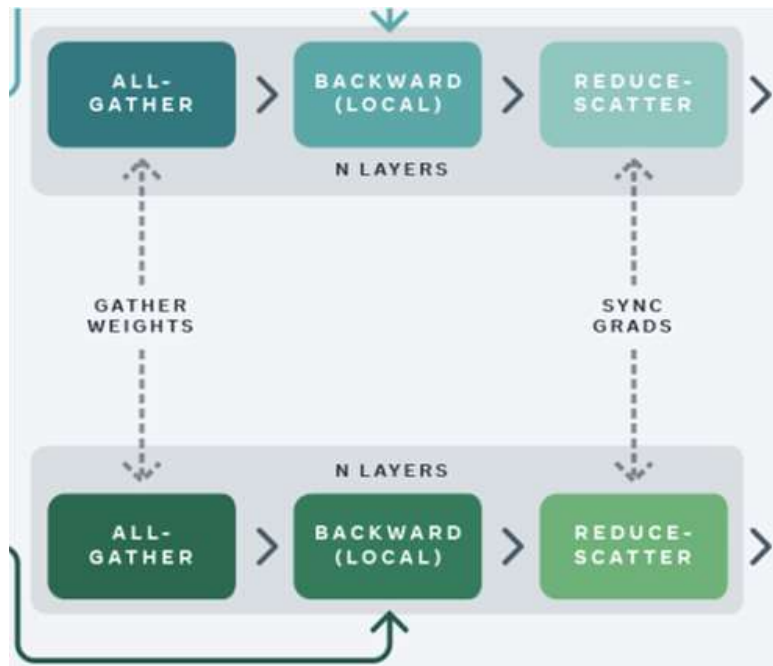 ALL-
GATHER
BACKWARD
(LOCAL)
REDUCE-
SCATTER
N LAYERS
GATHER
WEIGHTS
SYNC
GRADS
N LAYERS
ALL-
GATHER
BACKWARD
(LOCAL)
REDUCE-
SCATTER